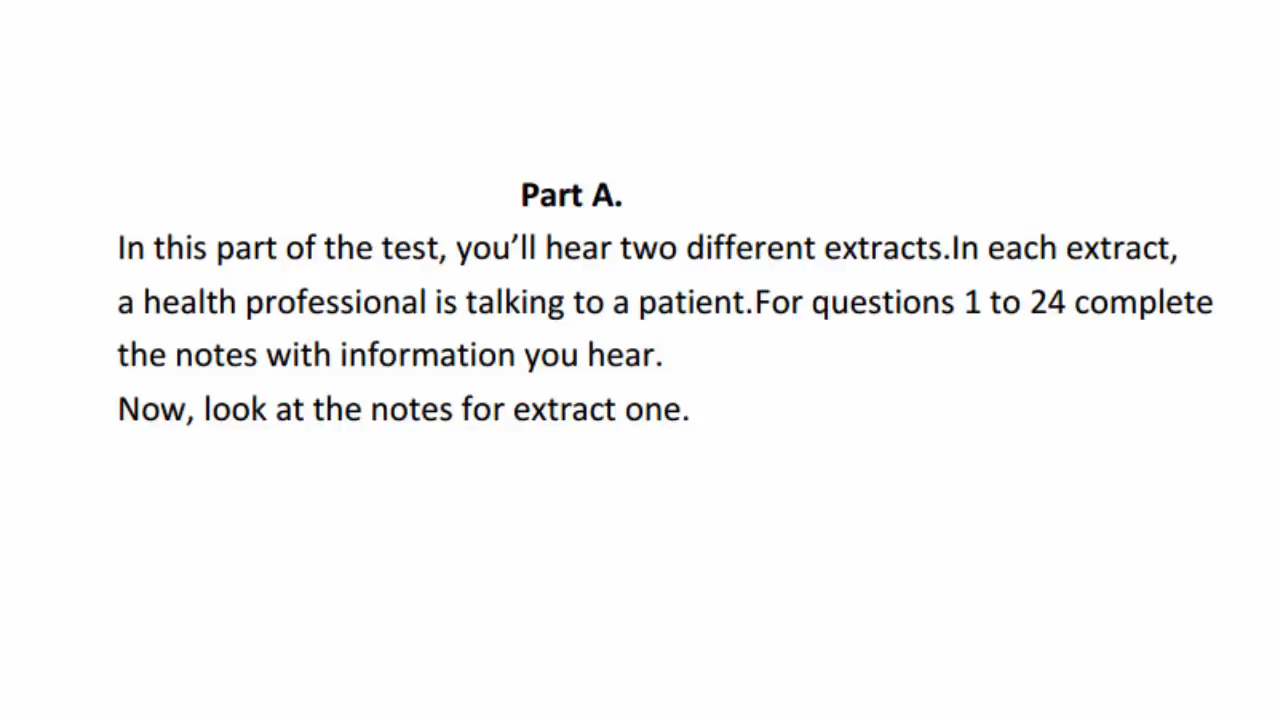 Part A.
In this part of the test, you’ll hear two different extracts.In each extract,
a health professional is talking to a patient.For questions 1 to 24 complete
the notes with information you hear.
Now, look at the notes for extract one.